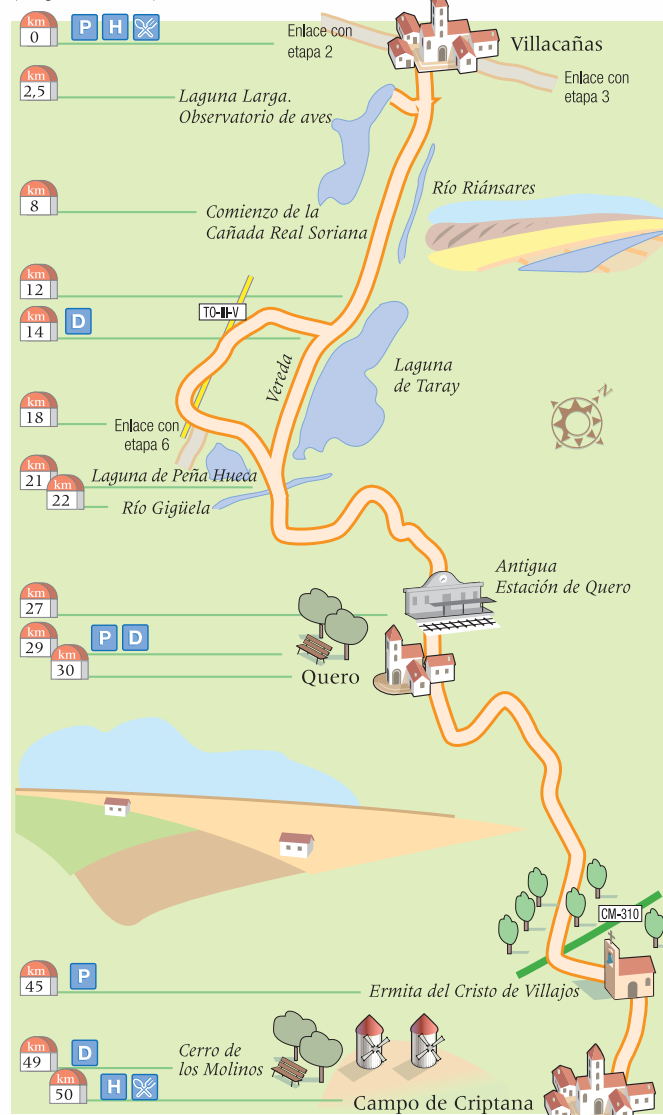 km
0
P H
Enlace con
etapa 2
Villacañas
Enlace con
etapa 3
km
2,5
Laguna Larga.
Observatorio de aves
Río Riánsares
km
8
Comienzo de la
Cañada Real Soriana
km
12
TO-III-V
km
14
D
Vereda
Laguna
de Taray
N
km
18
Enlace con
etapa 6
km
21
Laguna de Peña Hueca
km
22
Río Gigüela
Antigua
Estación de Quero
km
27
km
29
P D
km
30
Quero
CM-310
km
45
P
Ermita del Cristo de Villajos
km
49
D
Cerro de
los Molinos
km
50
H
Campo de Criptana